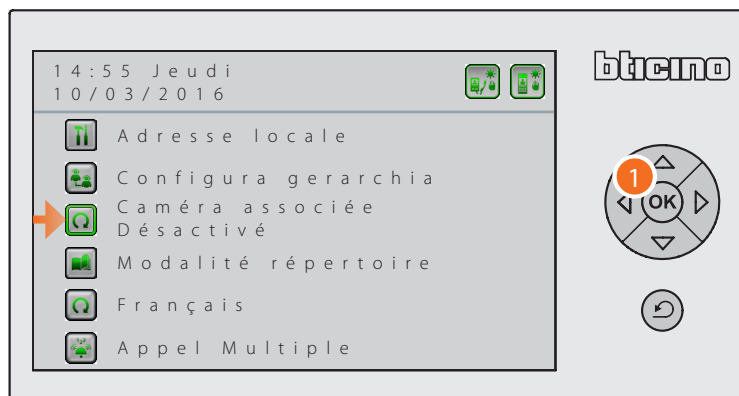 14:55 Jeudi
10/03/2016
bticino
Adresse locale
Configura gerarchia
Caméra associée
Désactivé
Modalité répertoire
Français
Appel Multiple
1
OK